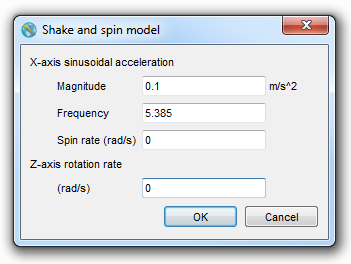 Shake and spin model
X-axis sinusoidal acceleration
Magnitude 0.1 m/s^2
Frequency 5.385
Spin rate (rad/s) 0
Z-axis rotation rate
(rad/s) 0
OK Cancel